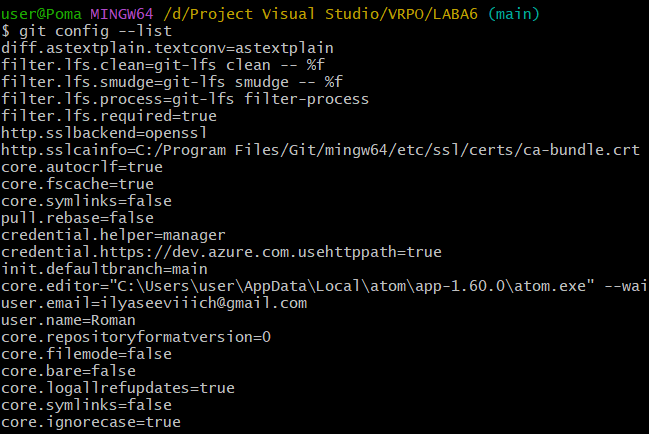 user@Poma MINGW64 /d/Project Visual Studio/VRPO/LABA6 (main)
$ git config --list
diff.astextplain.textconv=astextplain
filter.lfs.clean=git-lfs clean -- %f
filter.lfs.smudge=git-lfs smudge -- %f
filter.lfs.process=git-lfs filter-process
filter.lfs.required=true
http.sslbackend=openssl
http.sslcainfo=C:/Program Files/Git/mingw64/etc/ssl/certs/ca-bundle.crt
core.autocrlf=true
core.fscache=true
core.symlinks=false
pull.rebase=false
credential.helper=manager
credential.https://dev.azure.com.usehttppath=true
init.defaultbranch=main
core.editor="C:\Users\user\AppData\Local\atom\app-1.60.0\atom.exe" --wai
user.email=ilyaseeviiich@gmail.com
user.name=Roman
core.repositoryformatversion=0
core.filemode=false
core.bare=false
core.logallrefupdates=true
core.symlinks=false
core.ignorecase=true